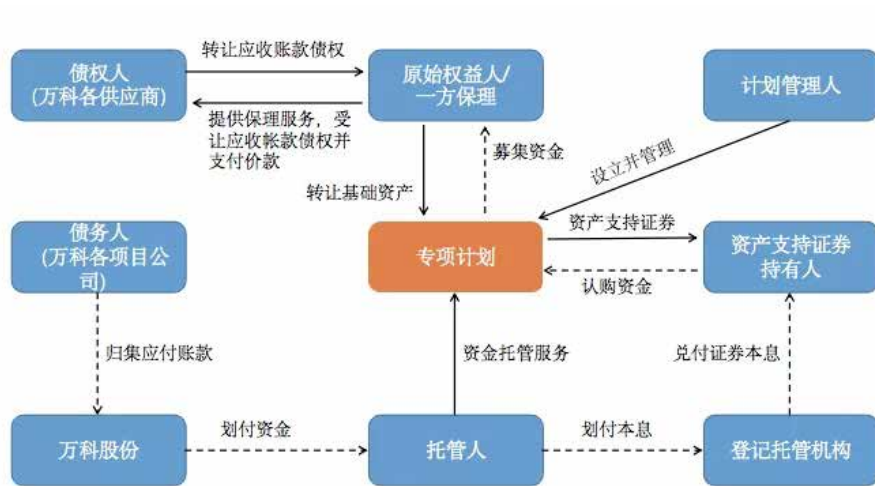 转让应收账款债权
债权人
(万科各供应商)
原始权益人/
一方保理
计划管理人
提供保理服务，受
让应收帐款债权并
支付价款
募集资金
设立并管理
转让基础资产
债务人
(万科各项目公
司)
专项计划
资产支持证券
资产支持证券
持有人
认购资金
归集应付账款
资金托管服务
兑付证券本息
万科股份
划付资金
托管人
划付本息
登记托管机构